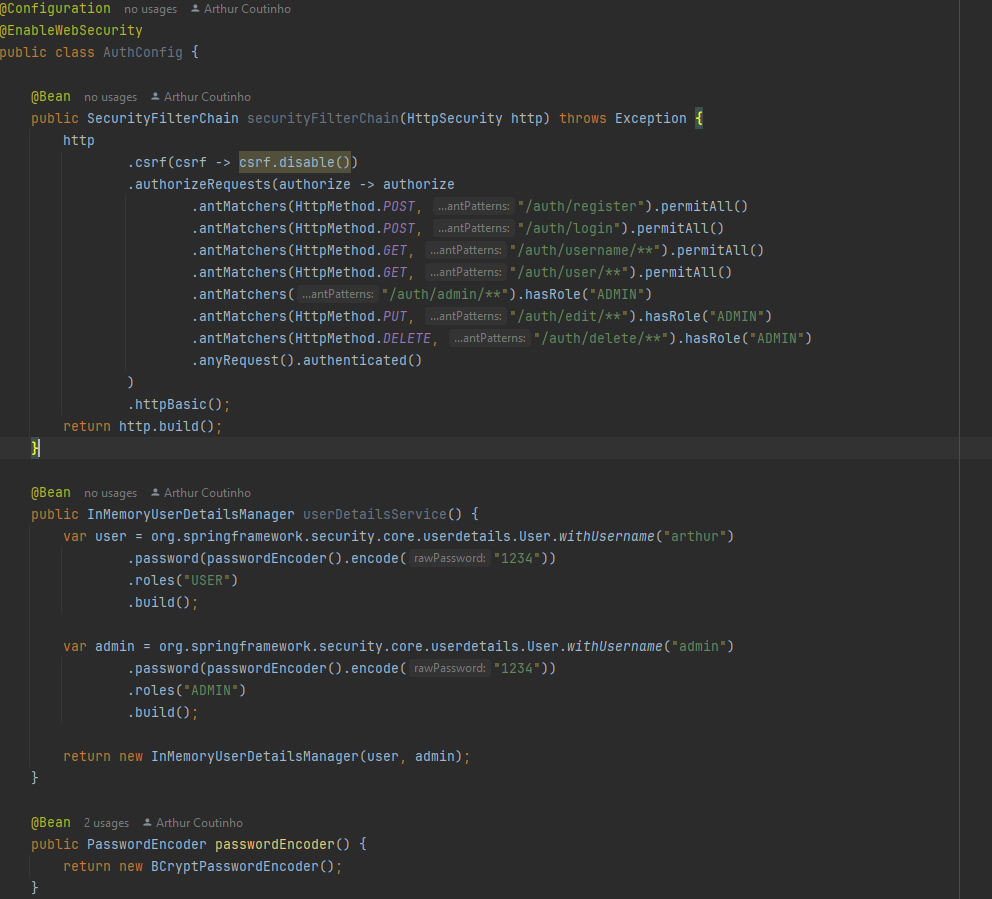 @Configuration no usages Arthur Coutinho
@EnableWebSecurity
public class AuthConfig {
@Bean no usages Arthur Coutinho
public SecurityFilterChain securityFilterChain(HttpSecurity http) throws Exception {
http
.csrf(csrf -> csrf.disable())
.authorizeRequests(authorize -> authorize
.antMatchers(HttpMethod.POST, ...antPatterns: "/auth/register").permitAll()
.antMatchers(HttpMethod.POST, ...antPatterns: "/auth/login").permitAll()
.antMatchers(HttpMethod.GET, ...antPatterns: "/auth/username/**").permitAll()
.antMatchers(HttpMethod.GET, ...antPatterns: "/auth/user/**").permitAll()
.antMatchers( ...antPatterns: "/auth/admin/**").hasRole("ADMIN")
.antMatchers(HttpMethod.PUT, ...antPatterns: "/auth/edit/**").hasRole("ADMIN")
.antMatchers(HttpMethod.DELETE, ...antPatterns: "/auth/delete/**").hasRole("ADMIN")
.anyRequest().authenticated()
)
.httpBasic();
return http.build();
}
@Bean no usages Arthur Coutinho
public InMemoryUserDetailsManager userDetailsService() {
var user = org.springframework.security.core.userdetails.User.withUsername("arthur")
.password(passwordEncoder().encode( rawPassword: "1234"))
.roles("USER")
.build();
var admin = org.springframework.security.core.userdetails.User.withUsername("admin")
.password(passwordEncoder().encode( rawPassword: "1234"))
.roles("ADMIN")
.build();
return new InMemoryUserDetailsManager(user, admin);
}
@Bean 2 usages Arthur Coutinho
public PasswordEncoder passwordEncoder() {
return new BCryptPasswordEncoder();
}